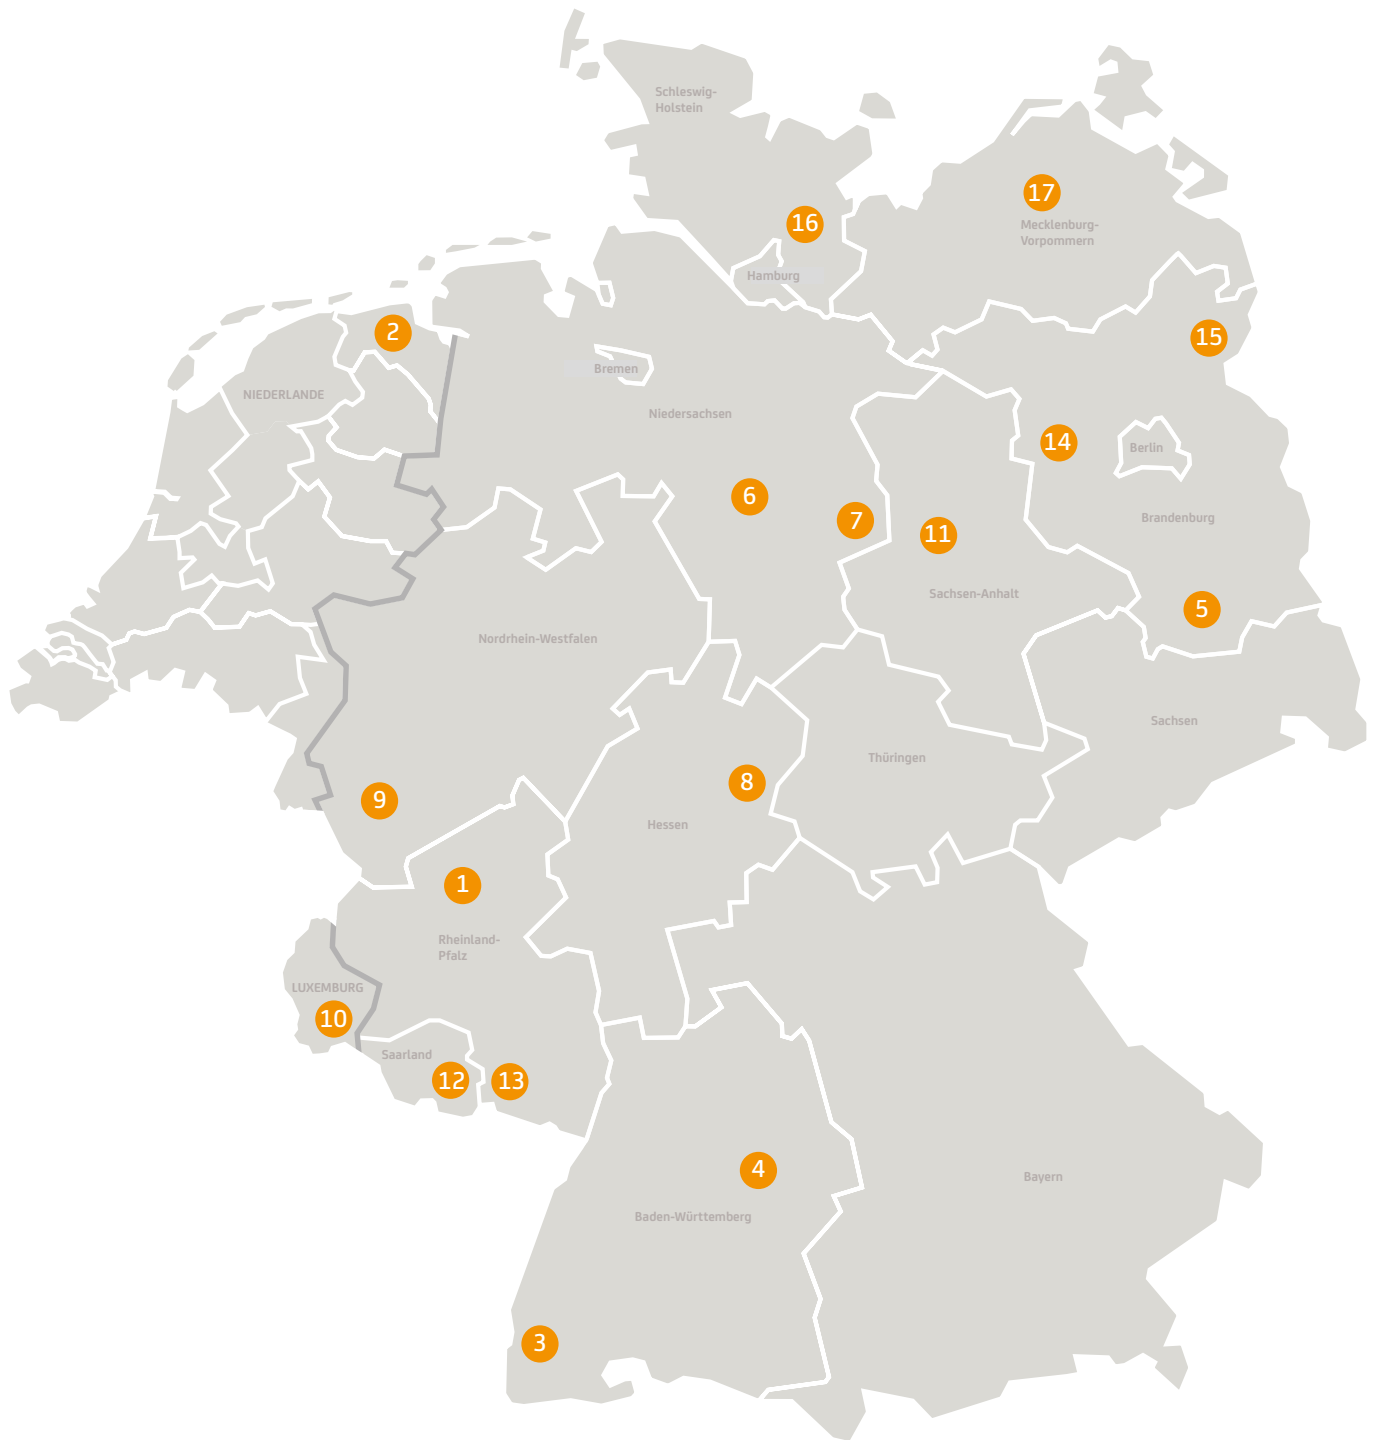 Schleswig-
Holstein
17
16
Mecklenburg-
Vorpommern
Hamburg
2
15
Bremen
NIEDERLANDE
Niedersachsen
14
Berlin
6
7
Brandenburg
11
Sachsen-Anhalt
5
Nordrhein-Westfalen
Sachsen
Thüringen
8
9
Hessen
1
Rheinland-
Pfalz
LUXEMBURG
10
Saarland
12
13
4
Bayern
Baden-Württemberg
3